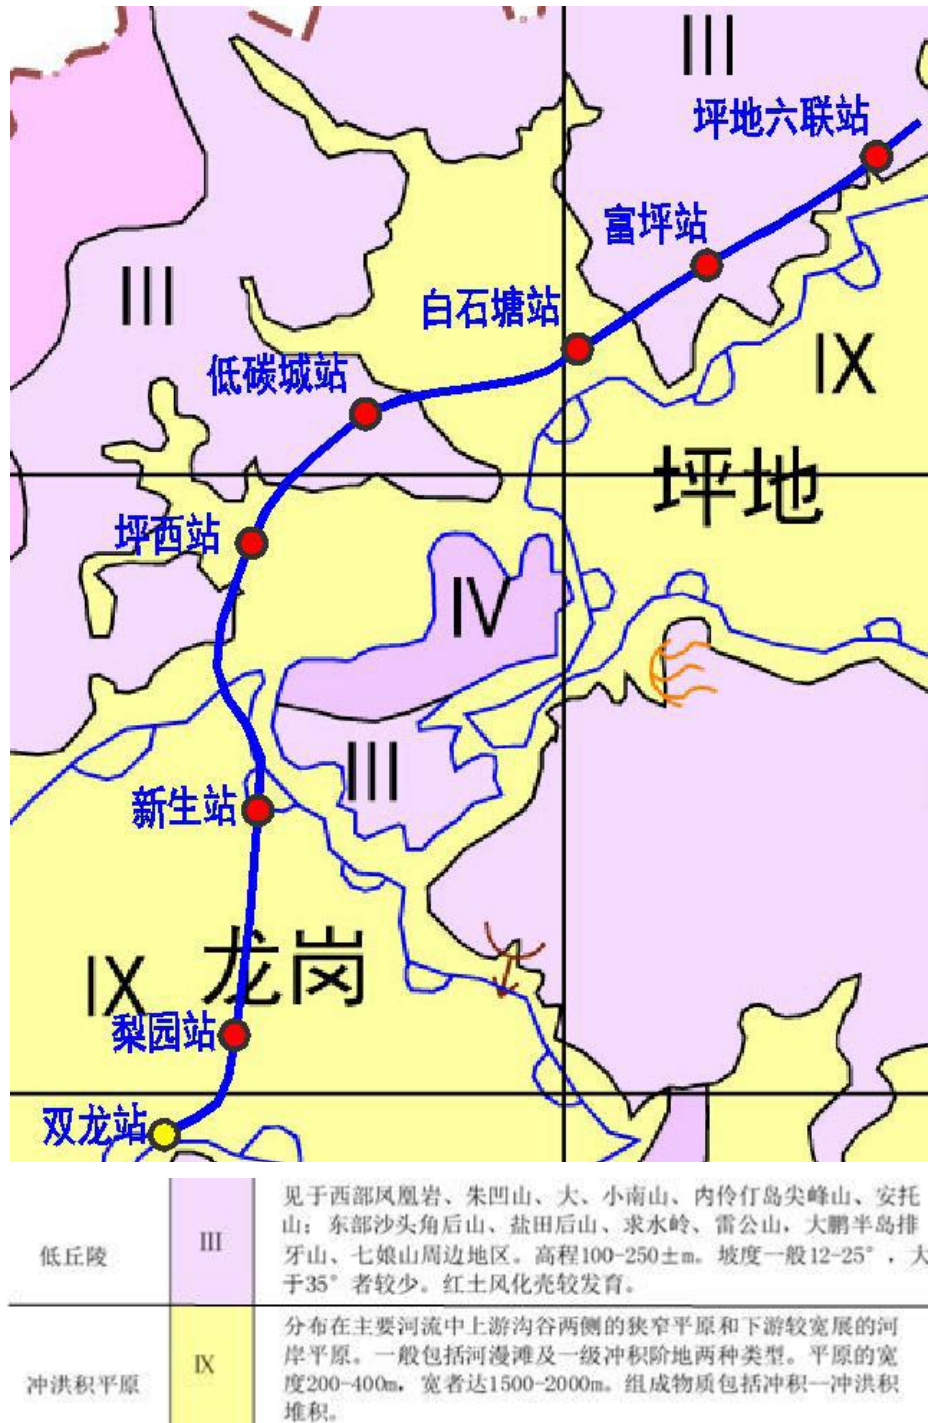 III
坪地六联站
富坪站
III
白石塘站
IX
低碳城站
坪地
坪西站
IV
III
新生站
龙岗
IX
梨园站
双龙站
低丘陵
III
见于西部凤凰岩、朱凹山、大、小南山、内伶仃岛尖峰山、安托
山；东部沙头角后山、盐田后山、求水岭、雷公山，大鹏半岛排
牙山、七娘山周边地区。高程100-250±m。坡度一般12-25°，大
于35°者较少。红土风化壳较发育。
冲洪积平原
IX
分布在主要河流中上游沟谷两侧的狭窄平原和下游较宽展的河
岸平原。一般包括河漫滩及一级冲积阶地两种类型。平原的宽
度200-400m，宽者达1500-2000m。组成物质包括冲积—冲洪积
堆积。